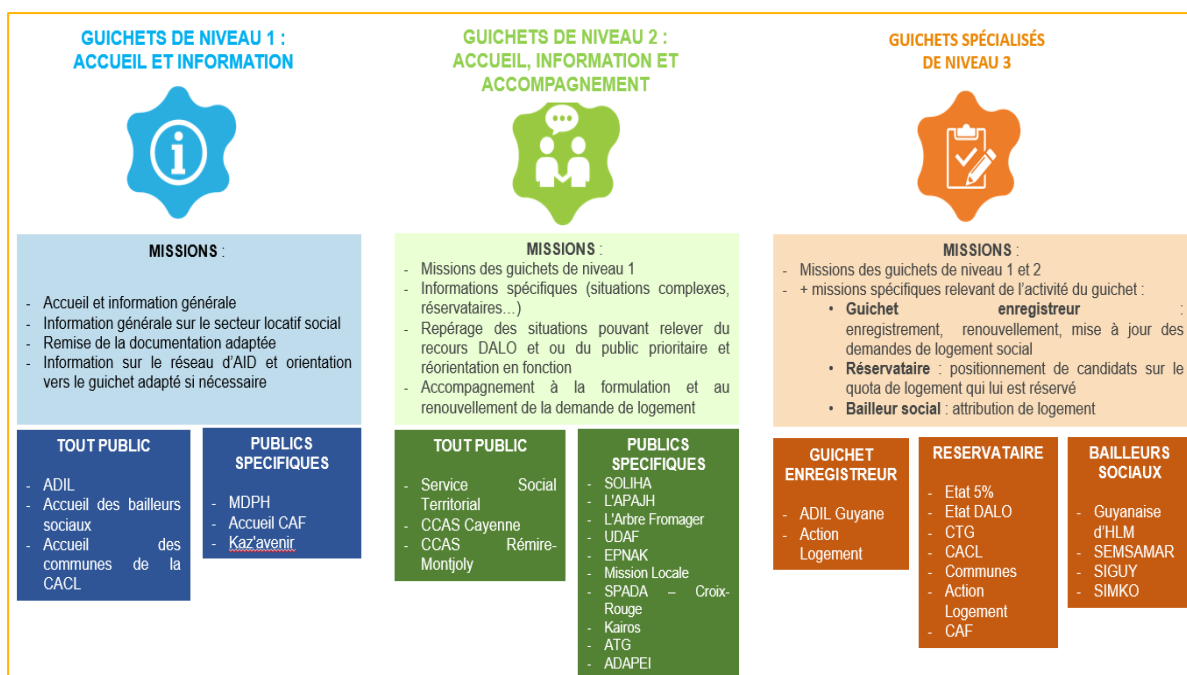 GUICHETS DE NIVEAU 1 :
ACCUEIL ET INFORMATION
MISSIONS :
- Accueil et information générale
- Information générale sur le secteur locatif social
- Remise de la documentation adaptée
- Information sur le réseau d'AID et orientation
vers le guichet adapté si nécessaire
TOUT PUBLIC
- ADIL
- Accueil des bailleurs
sociaux
- Accueil des
communes de la
CACL
PUBLICS
SPECIFIQUES
- MDPH
- Accueil CAF
- Kaz'avenir
GUICHETS DE NIVEAU 2 :
ACCUEIL, INFORMATION ET
ACCOMPAGNEMENT
MISSIONS :
- Missions des guichets de niveau 1
- Informations spécifiques (situations complexes,
réservataires…)
- Repérage des situations pouvant relever du
recours DALO et ou du public prioritaire et
réorientation en fonction
- Accompagnement à la formulation et au
renouvellement de la demande de logement
TOUT PUBLIC
- Service Social
Territorial
- CCAS Cayenne
- CCAS Rémire-
Montjoly
PUBLICS
SPECIFIQUES
- SOLIHA
- L'APAJH
- L'Arbre Fromager
- UDAF
- EPNAK
- Mission Locale
- SPADA – Croix-
Rouge
- Kairos
- ATG
- ADAPEI
GUICHETS SPÉCIALISÉS
DE NIVEAU 3
MISSIONS :
- Missions des guichets de niveau 1 et 2
- + missions spécifiques relevant de l'activité du guichet :
• Guichet enregistreur :
enregistrement, renouvellement, mise à jour des
demandes de logement social
• Réservataire : positionnement de candidats sur le
quota de logement qui lui est réservé
• Bailleur social : attribution de logement
GUICHET
ENREGISTREUR
- ADIL Guyane
- Action
Logement
RESERVATAIRE
- Etat 5%
- Etat DALO
- CTG
- CACL
- Communes
- Action
Logement
- CAF
BAILLEURS
SOCIAUX
- Guyanaise
d'HLM
- SEMSAMAR
- SIGUY
- SIMKO